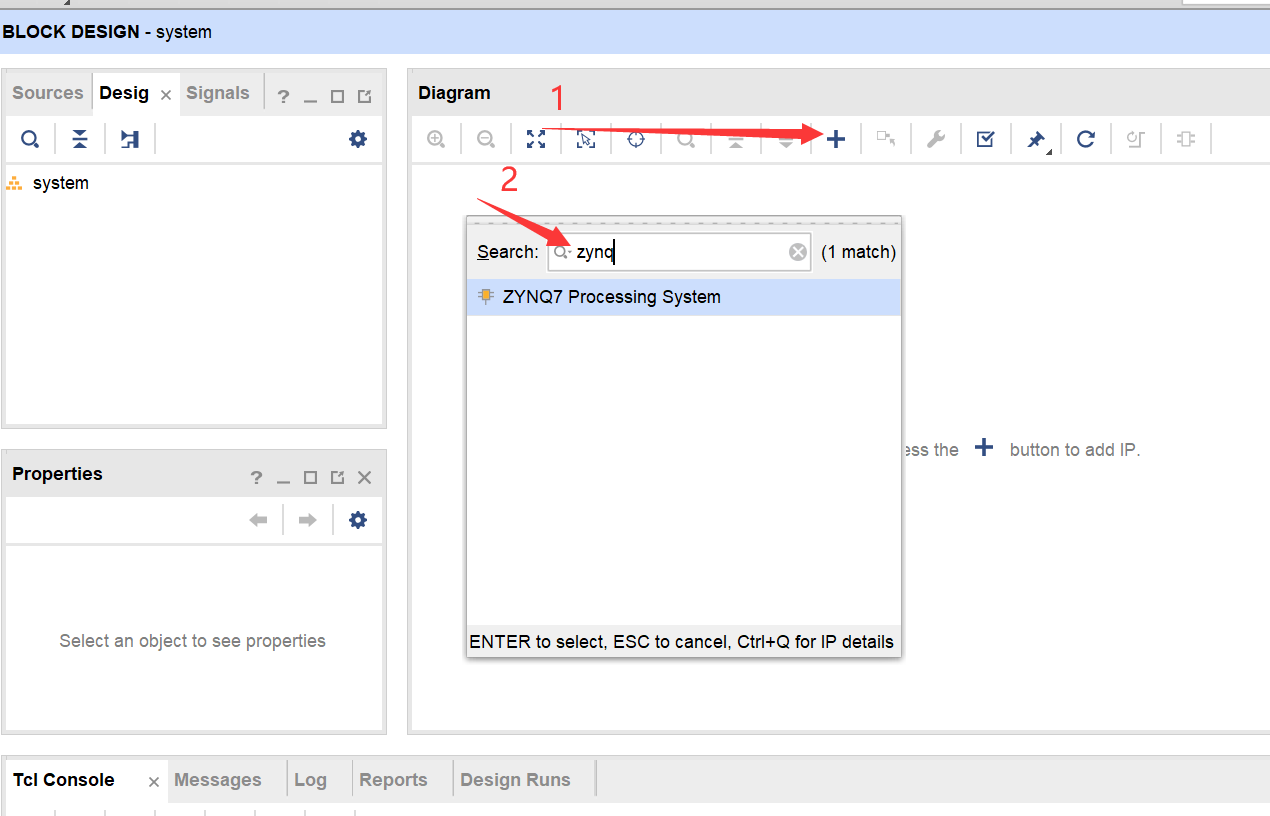 BLOCK DESIGN - system
Sources Desig Signals ?
Diagram
1
system
2
Search: zynq (1 match)
ZYNQ7 Processing System
ess the + button to add IP.
Properties ?
Select an object to see properties
ENTER to select, ESC to cancel, Ctrl+Q for IP details
Tcl Console Messages Log Reports Design Runs